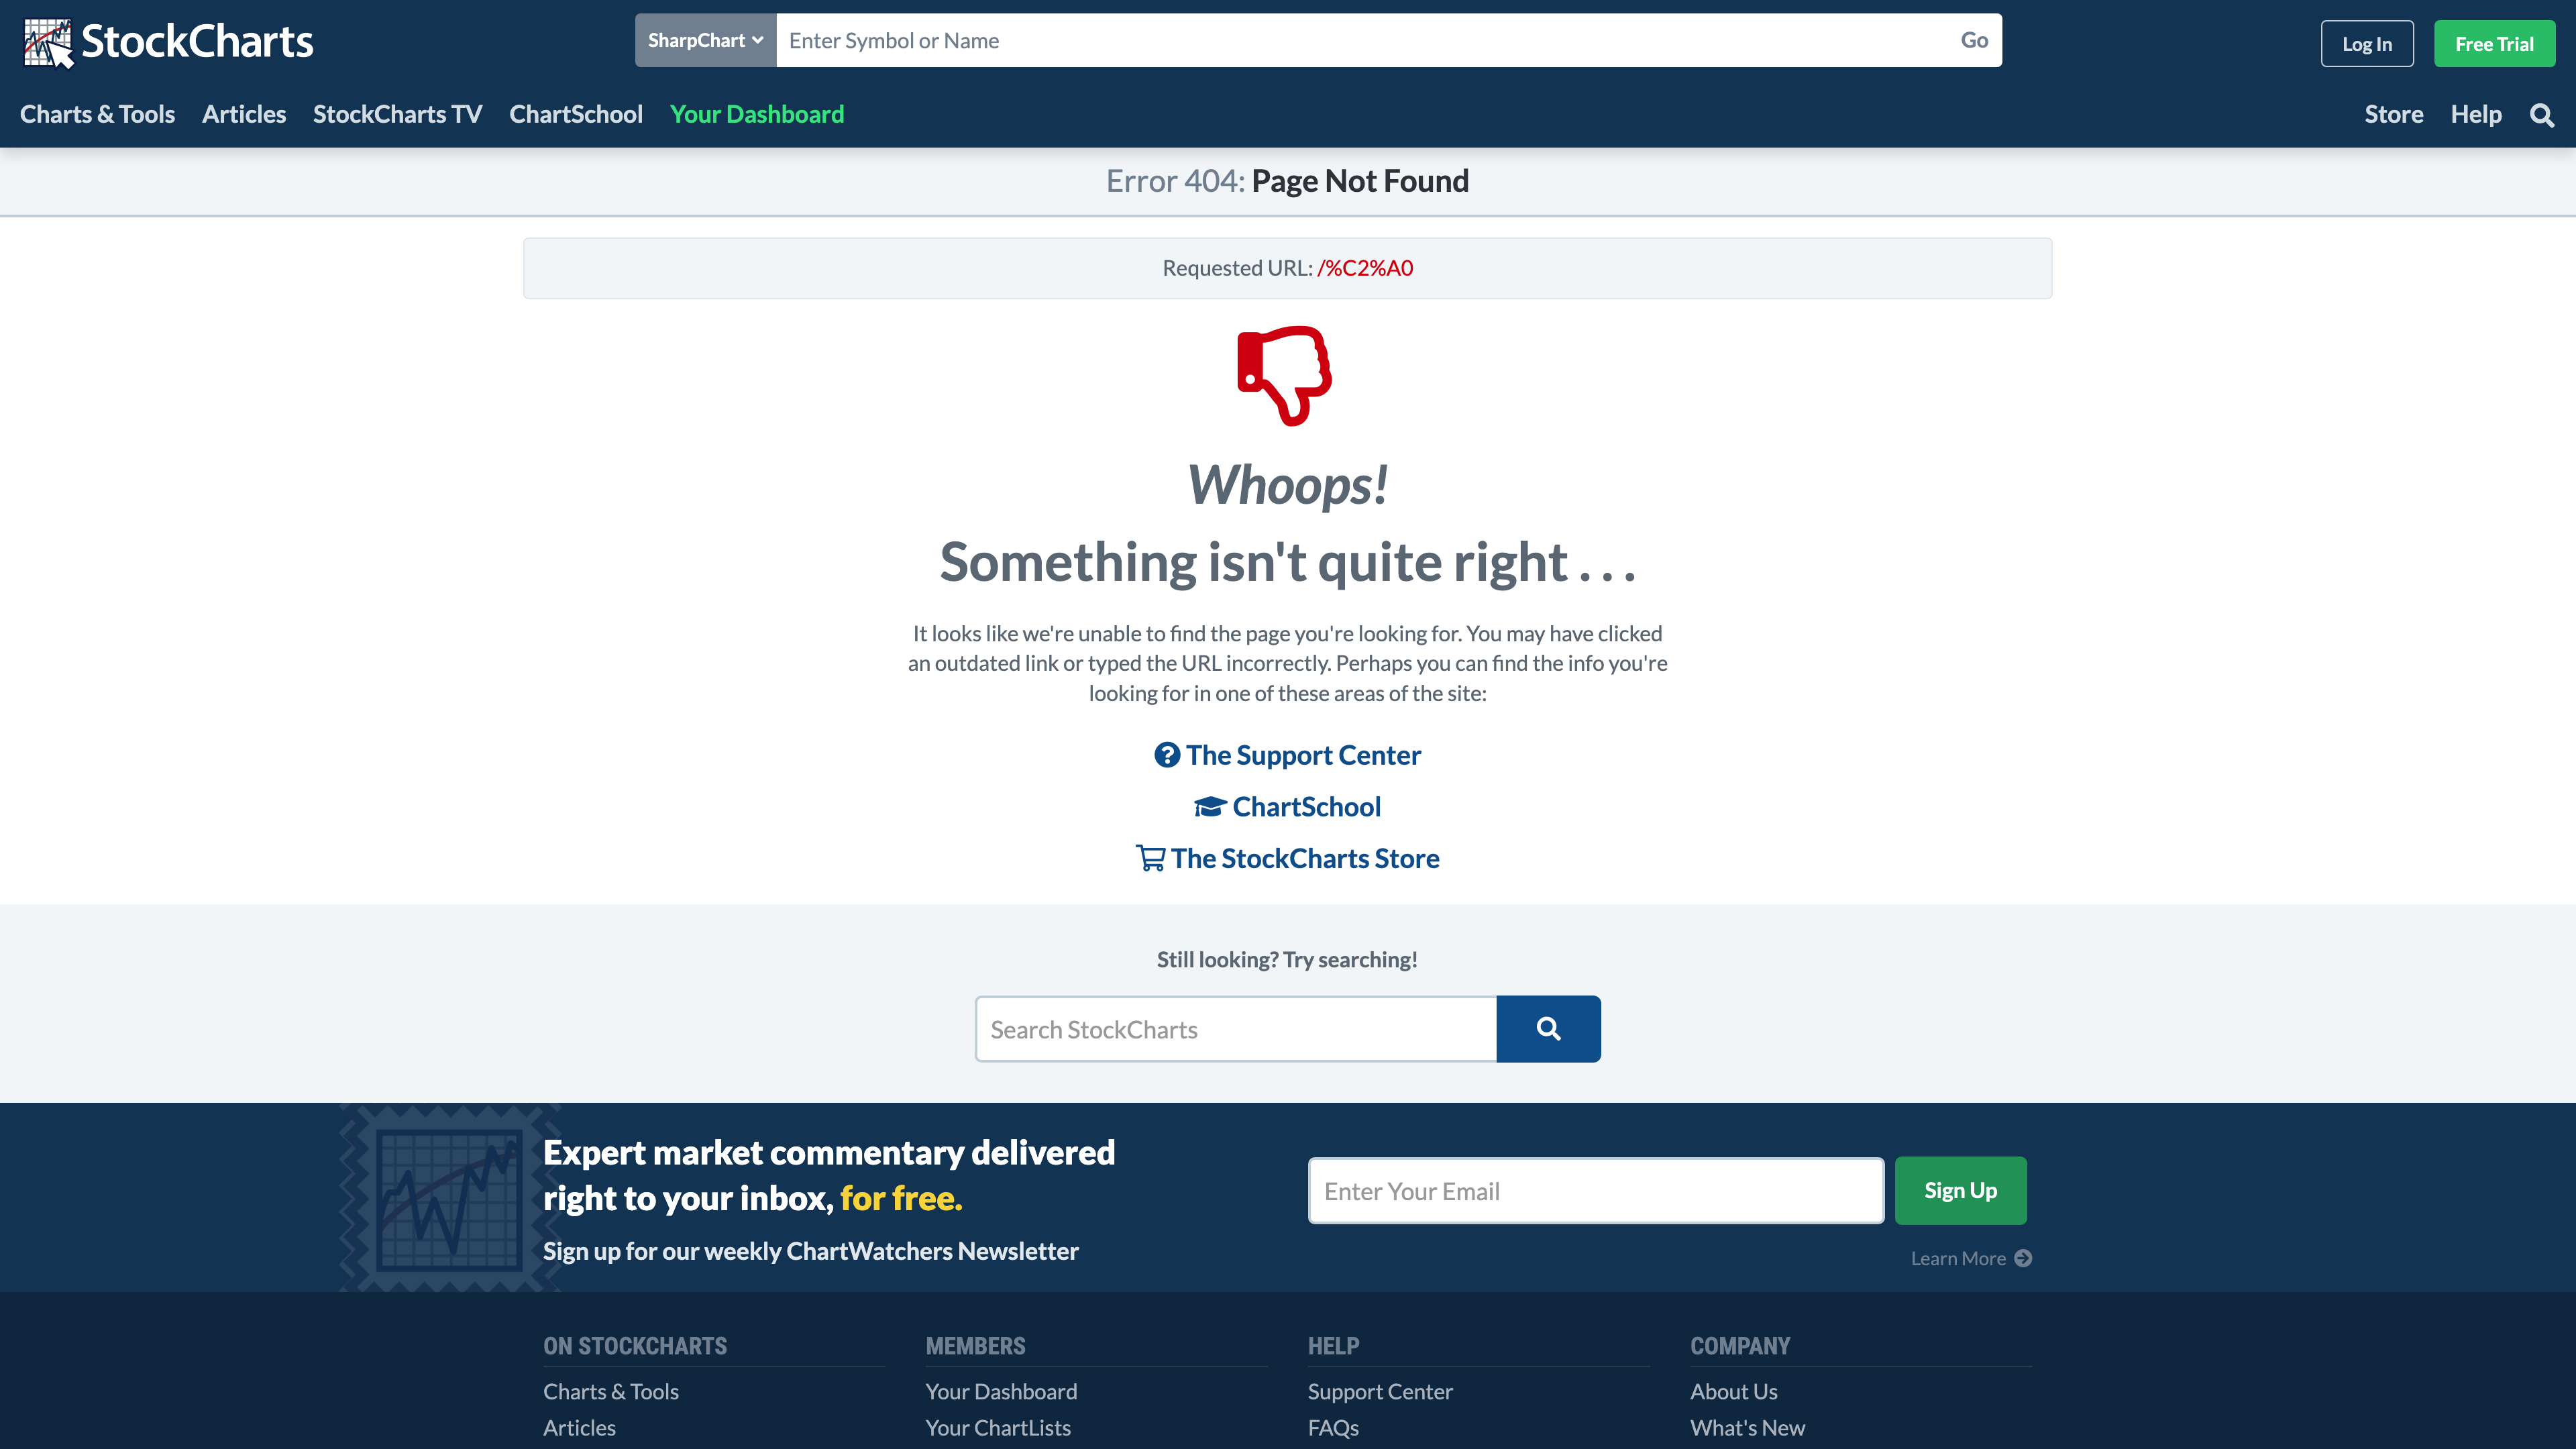 StockCharts
SharpChart
Enter Symbol or Name
Go
Log In
Free Trial
Charts & Tools
Articles
StockCharts TV
ChartSchool
Your Dashboard
Store
Help
Error 404: Page Not Found
Requested URL: /%C2%A0
Whoops!
Something isn't quite right . . .
It looks like we're unable to find the page you're looking for. You may have clicked
an outdated link or typed the URL incorrectly. Perhaps you can find the info you're
looking for in one of these areas of the site:
The Support Center
ChartSchool
The StockCharts Store
Still looking? Try searching!
Search StockCharts
Expert market commentary delivered
right to your inbox, for free.
Sign up for our weekly ChartWatchers Newsletter
Enter Your Email
Sign Up
Learn More
ON STOCKCHARTS
Charts & Tools
Articles
MEMBERS
Your Dashboard
Your ChartLists
HELP
Support Center
FAQs
COMPANY
About Us
What's New